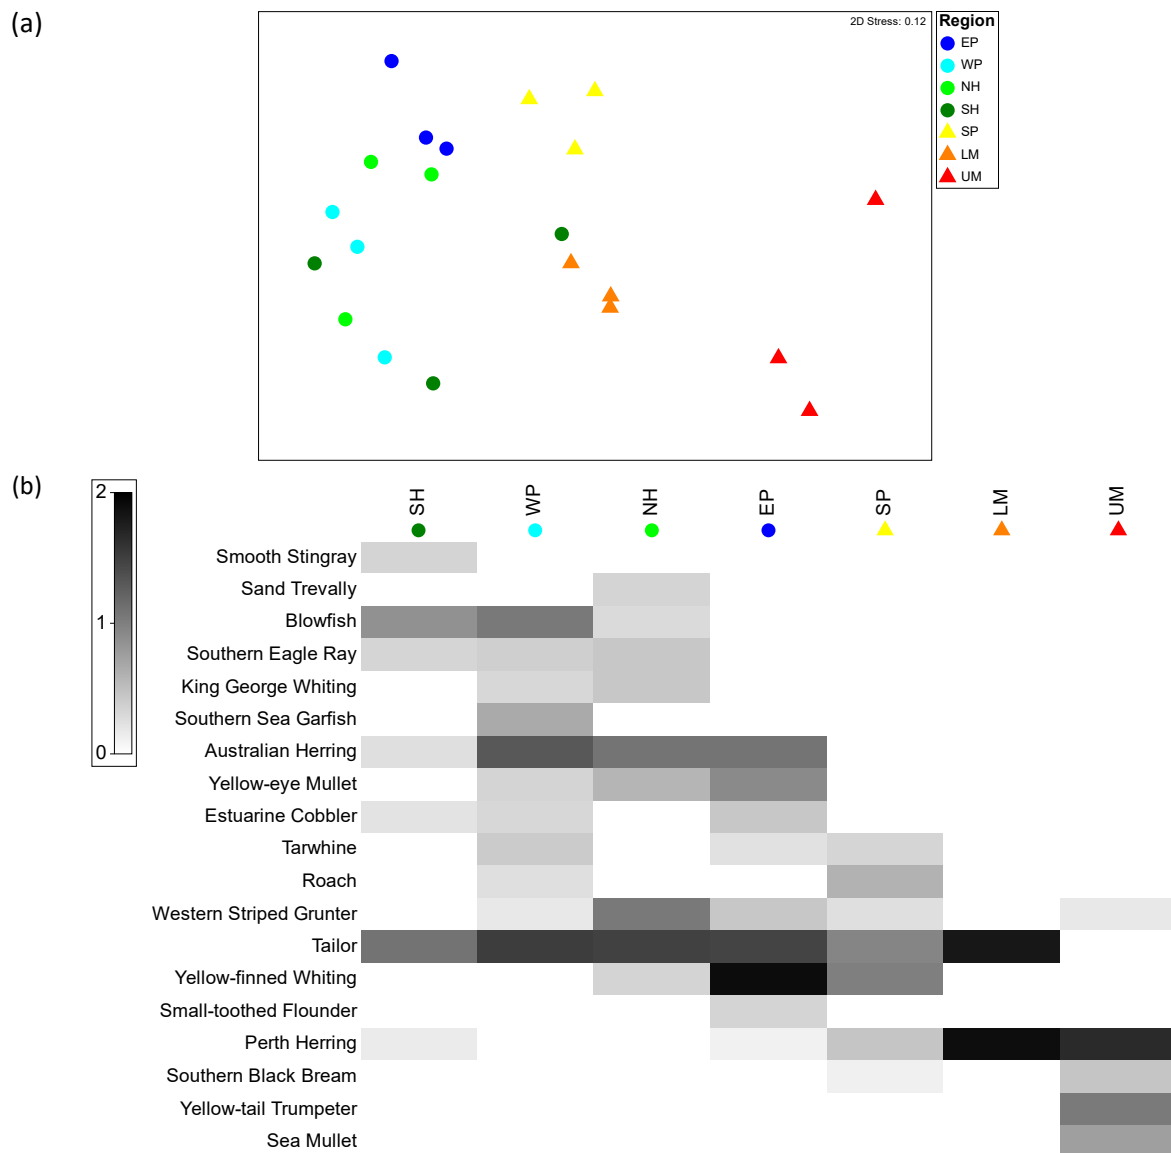 (a)
2D Stress: 0.12
Region
EP
WP
NH
SH
SP
LM
UM
(b)
2
1
0
SH WP NH EP SP LM UM
Smooth Stingray
Sand Trevally
Blowfish
Southern Eagle Ray
King George Whiting
Southern Sea Garfish
Australian Herring
Yellow-eye Mullet
Estuarine Cobbler
Tarwhine
Roach
Western Striped Grunter
Tailor
Yellow-finned Whiting
Small-toothed Flounder
Perth Herring
Southern Black Bream
Yellow-tail Trumpeter
Sea Mullet